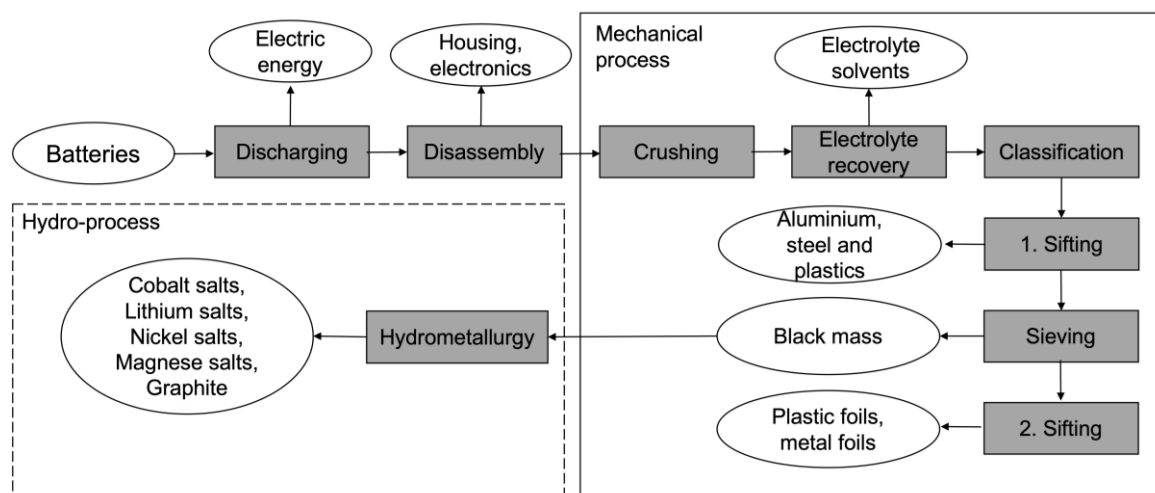 Electric
energy
Housing,
electronics
Mechanical
process
Electrolyte
solvents
Batteries
Discharging
Disassembly
Crushing
Electrolyte
recovery
Classification
Hydro-process
Aluminium,
steel and
plastics
1. Sifting
Cobalt salts,
Lithium salts,
Nickel salts,
Magnese salts,
Graphite
Hydrometallurgy
Black mass
Sieving
Plastic foils,
metal foils
2. Sifting